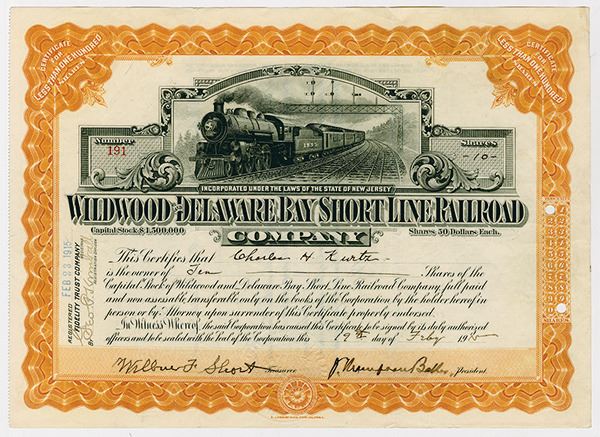 CERTIFICATE
FOR
LESS THAN ONE HUNDRED
SHARES
CERTIFICATE
FOR
LESS THAN ONE HUNDRED
SHARES
Number
191
Shares
-10-
INCORPORATED UNDER THE LAWS OF THE STATE OF NEW JERSEY
WILDWOOD AND DELAWARE BAY SHORT LINE RAILROAD
Capital Stock $1,500,000
COMPANY
Shares, 50 Dollars Each.
This Certifies that Charles H Kurtz
is the owner of Ten Shares of the
Capital Stock of Wildwood and Delaware Bay Short Line Railroad Company, full paid
and non assessable, transferable only on the books of the Corporation by the holder hereof in
person or by Attorney upon surrender of this Certificate properly endorsed.
In Witness Whereof, the said Corporation has caused this Certificate to be signed by its duly authorized
officers and to be sealed with the Seal of the Corporation this 19th day of Feby 1915
Wilbur F Short Treasurer
President
REGISTERED
FEB 23 1915
FIDELITY TRUST COMPANY
BY
SHARES